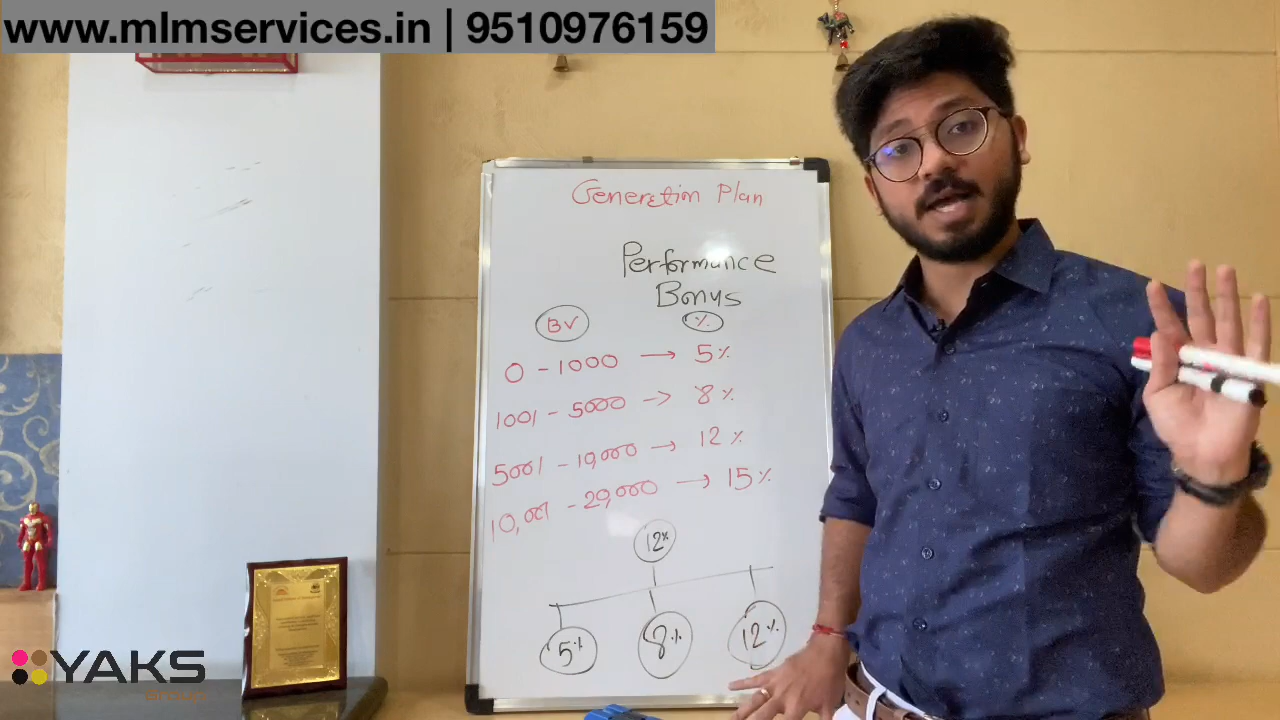 www.mlmservices.in | 9510976159
Generation Plan
Performance
Bonus
BV %
0 - 1000 → 5%
1001 - 5000 → 8%
5001 - 10,000 → 12%
10,001 - 20,000 → 15%
12%
5% 8% 12%
YAKS
Group